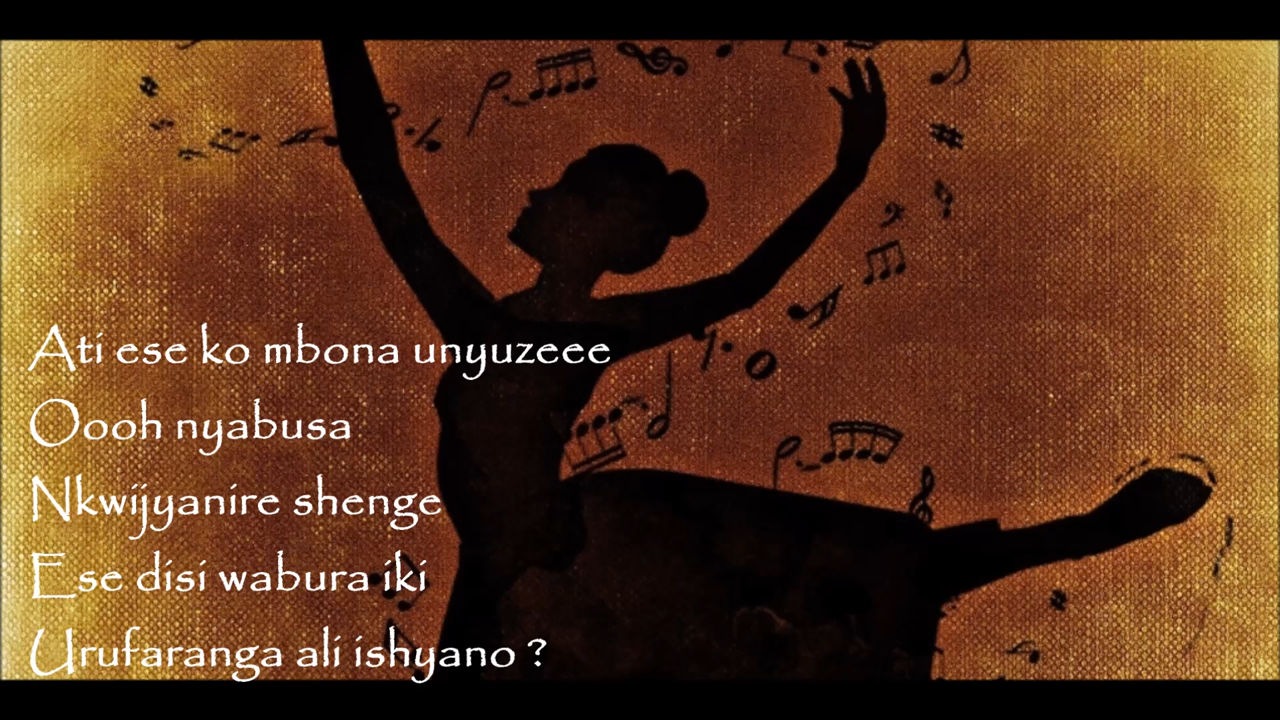 Ati ese ko mbona unyuzeee
Oooh nyabusa
Nkwijyanire shenge
Ese disi wabura iki
Urufaranga ali ishyano ?